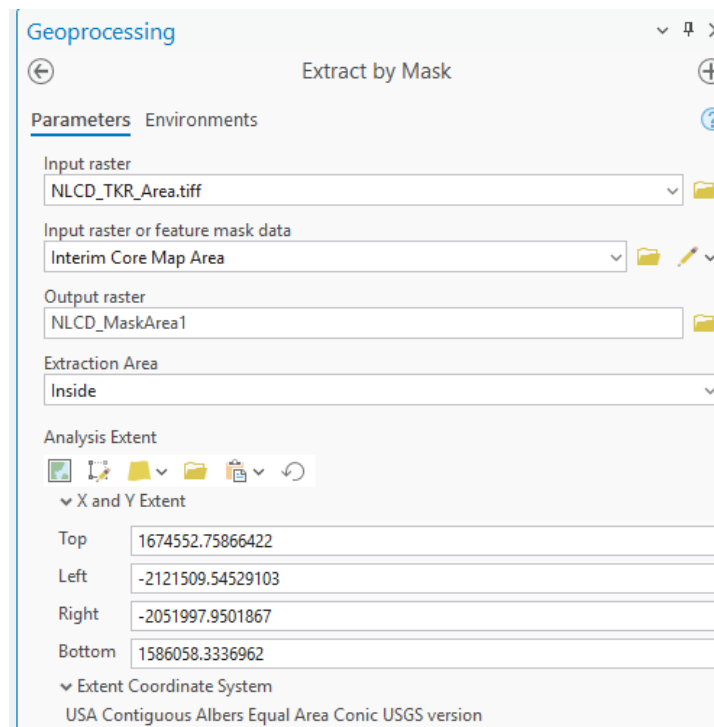 Geoprocessing
Extract by Mask
Parameters Environments
Input raster
NLCD_TKR_Area.tiff
Input raster or feature mask data
Interim Core Map Area
Output raster
NLCD_MaskArea1
Extraction Area
Inside
Analysis Extent
X and Y Extent
Top 1674552.75866422
Left -2121509.54529103
Right -2051997.9501867
Bottom 1586058.3336962
Extent Coordinate System
USA Contiguous Albers Equal Area Conic USGS version